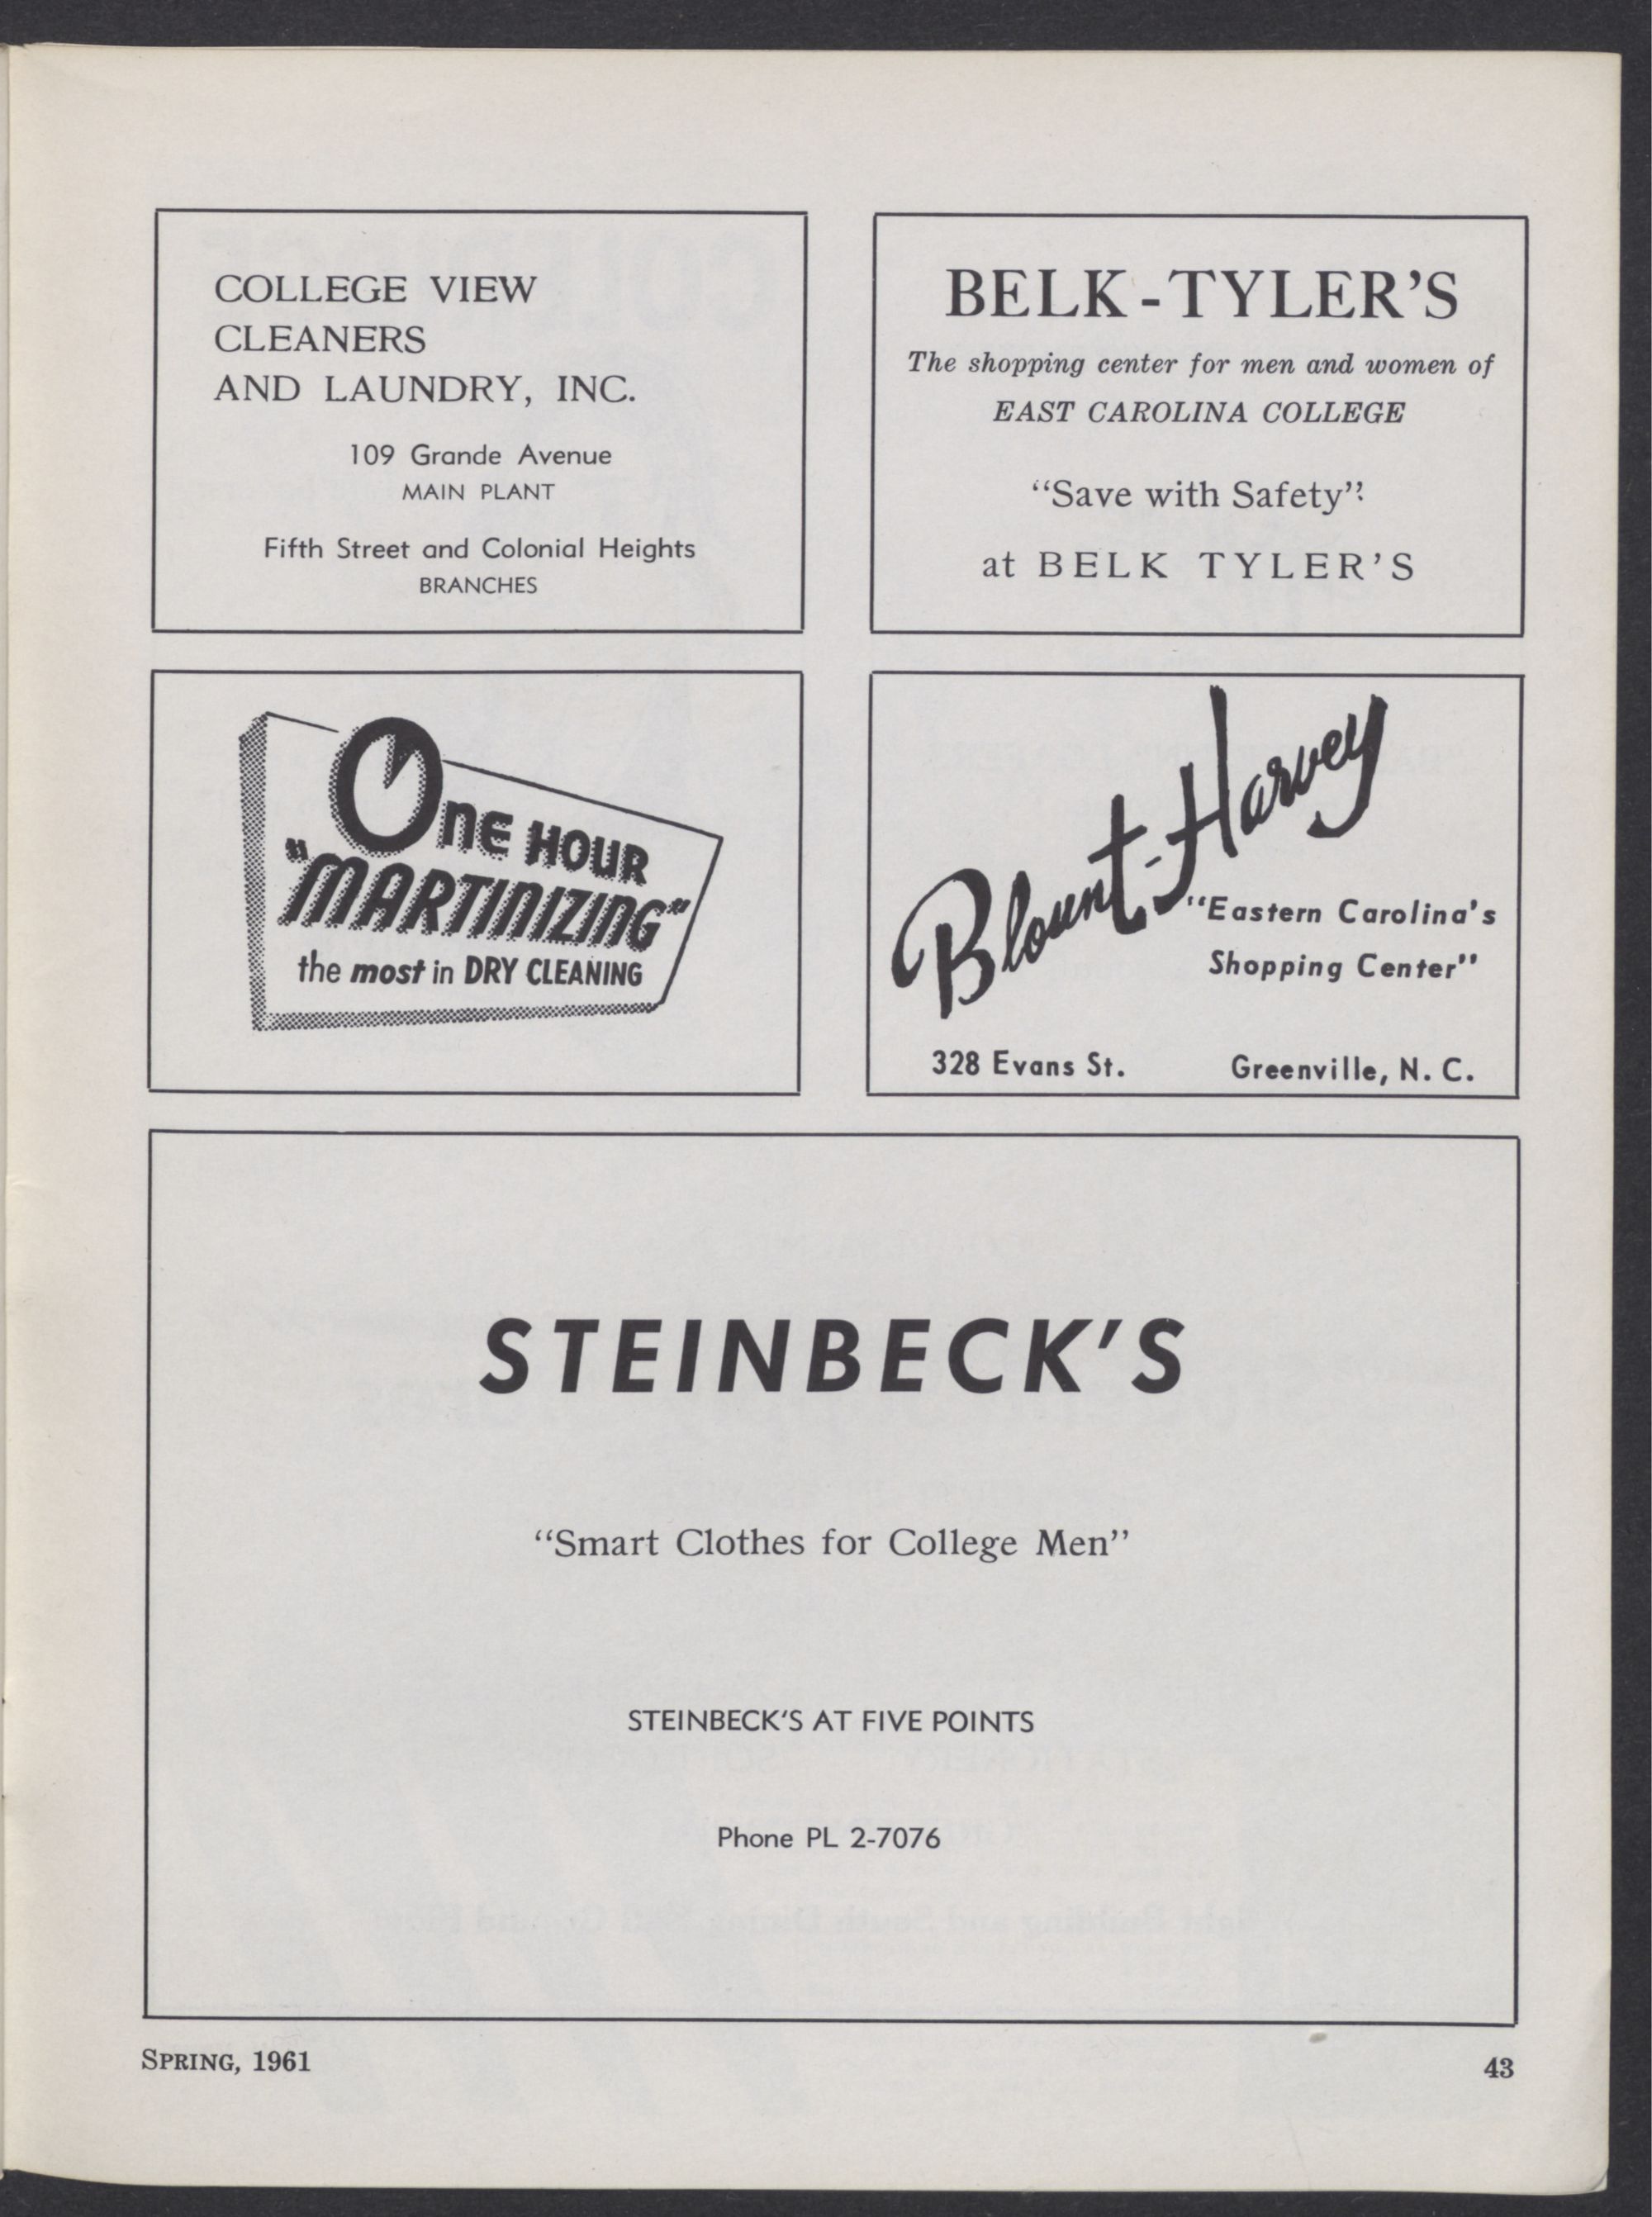 COLLEGE VIEW
CLEANERS
AND LAUNDRY, INC.
109 Grande Avenue
MAIN PLANT
Fifth Street and Colonial Heights
BRANCHES
BELK-TYLER'S
The shopping center for men and women of
EAST CAROLINA COLLEGE
“Save with Safety”
at BELK TYLER'S
ONE HOUR
"MARTINIZING"
the most in DRY CLEANING
Blount-Harvey
"Eastern Carolina's
Shopping Center"
328 Evans St. Greenville, N. C.
STEINBECK'S
“Smart Clothes for College Men”
STEINBECK'S AT FIVE POINTS
Phone PL 2-7076
SPRING, 1961
43